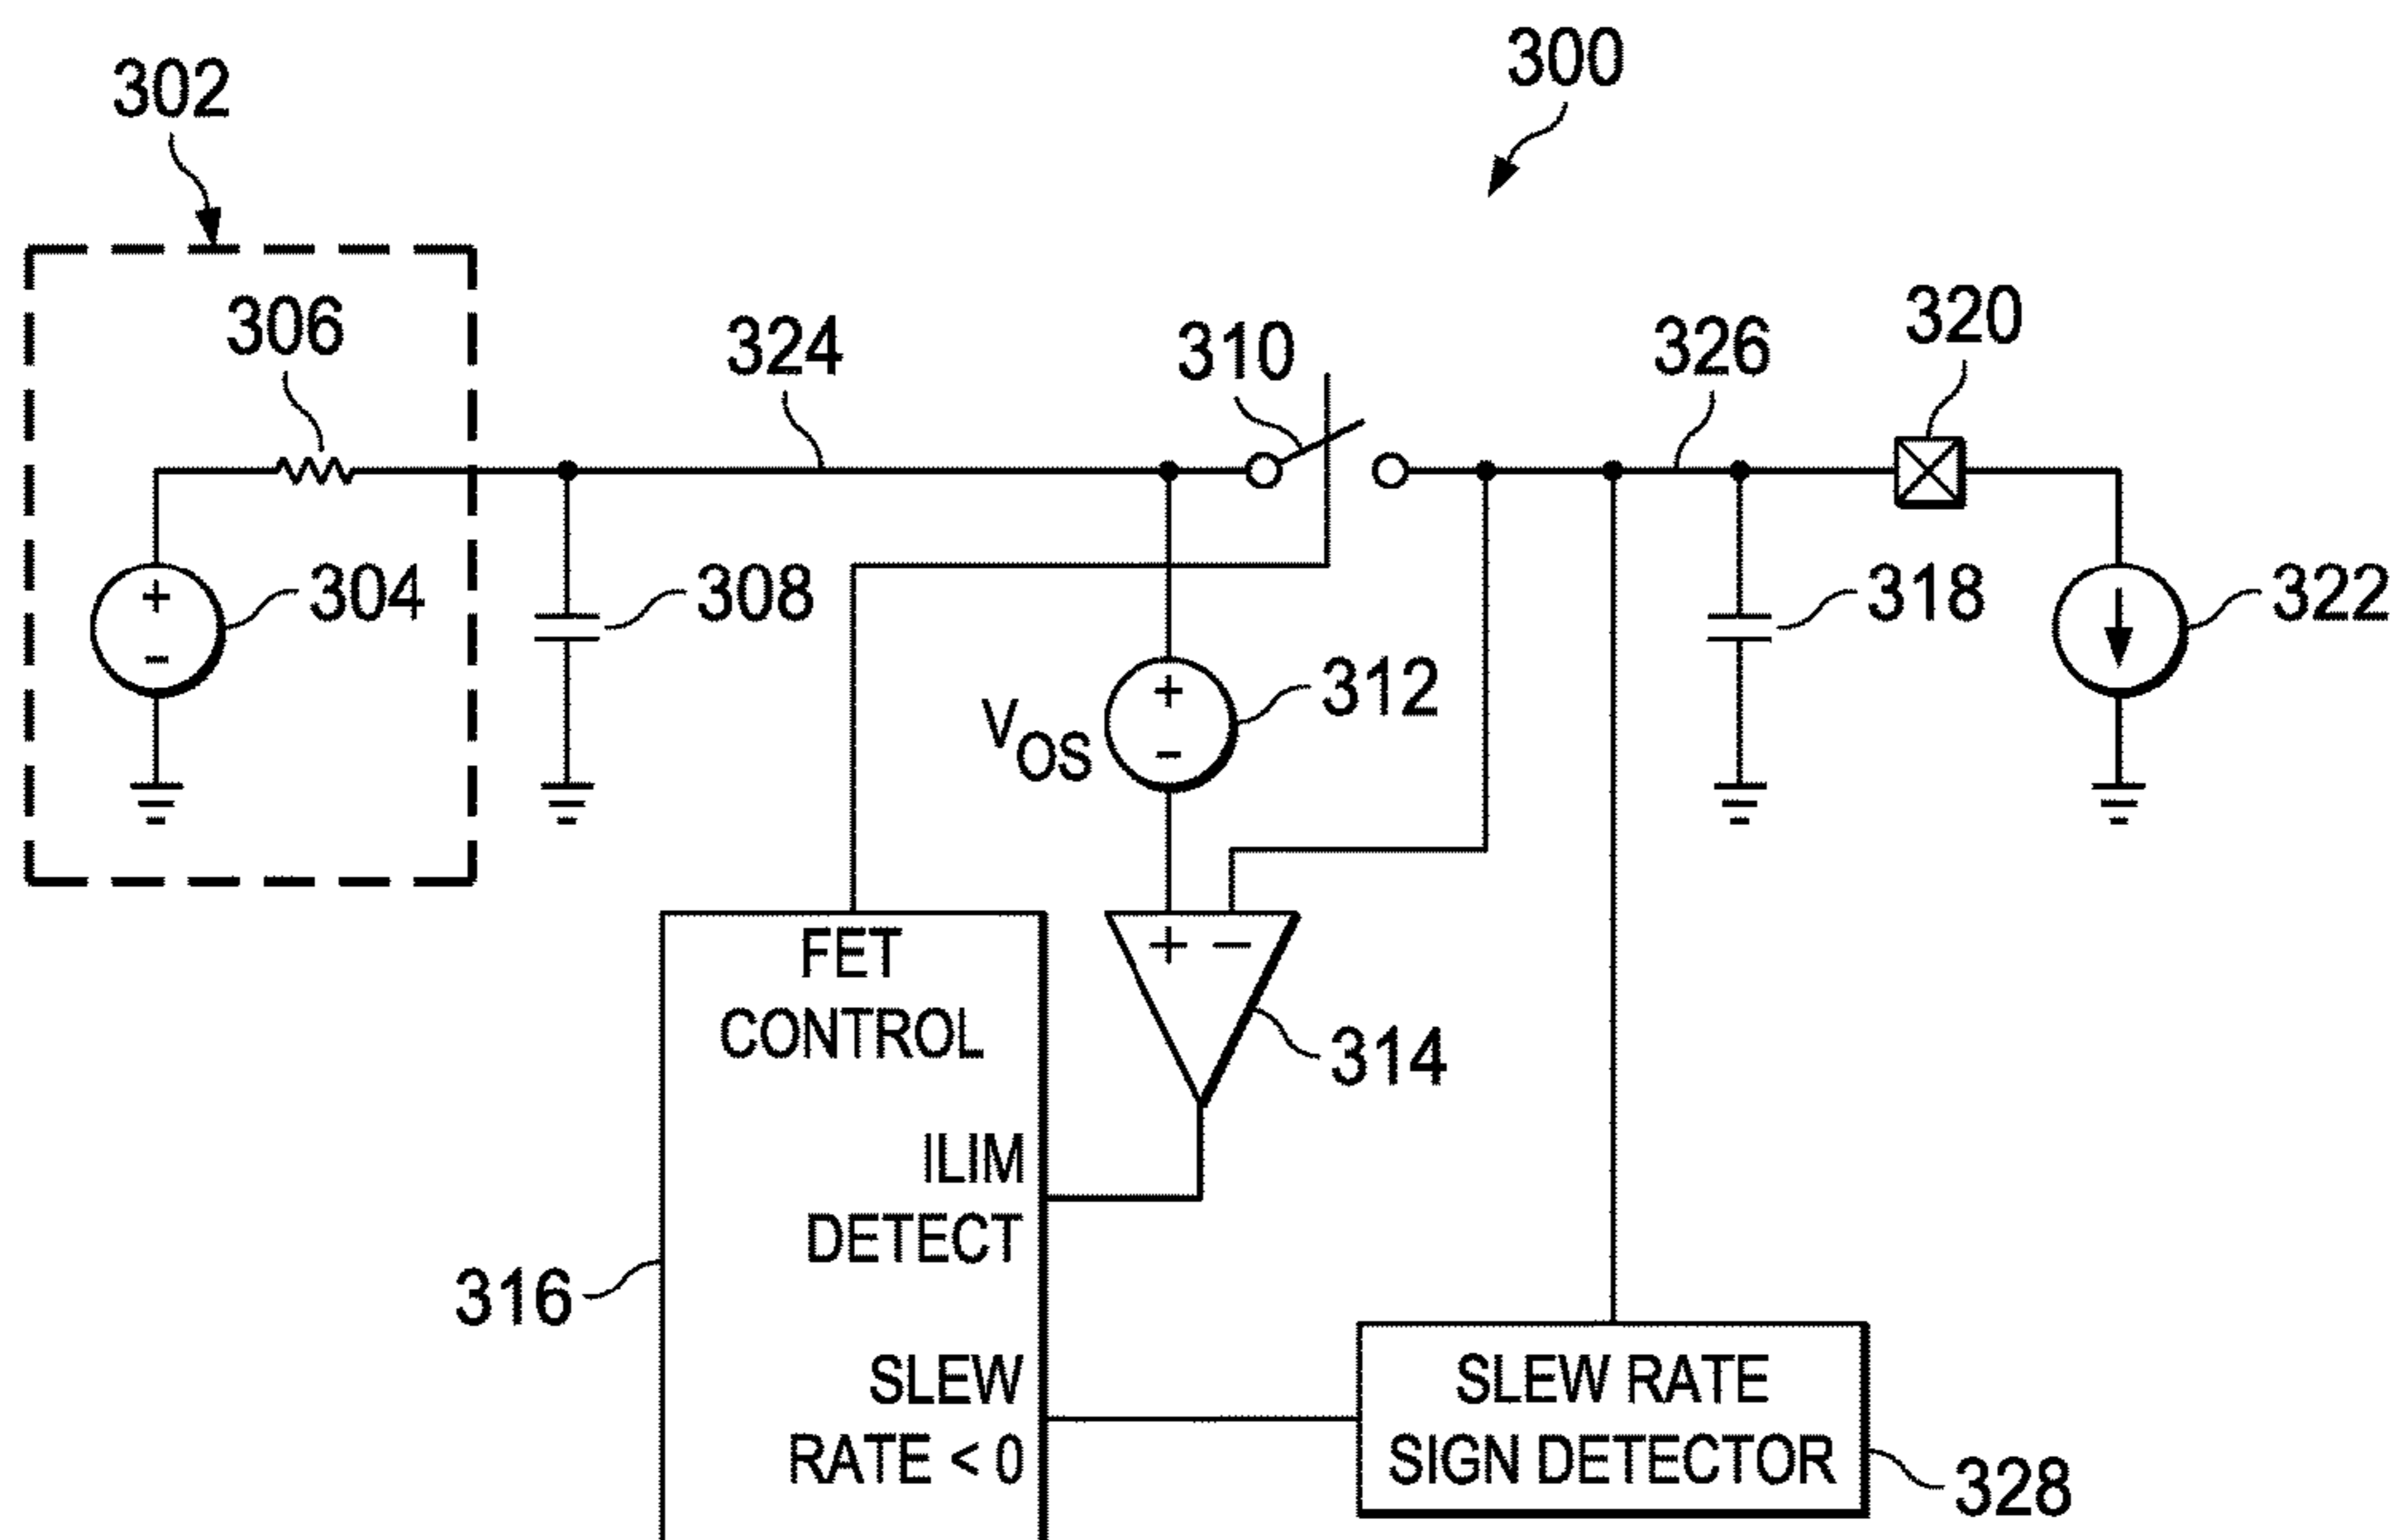 300
302
306
324
310
326
320
304
308
312
318
322
+
-
+
-
V_OS
+ -
FET
CONTROL
314
ILIM
DETECT
316
SLEW
RATE < 0
SLEW RATE
SIGN DETECTOR
328